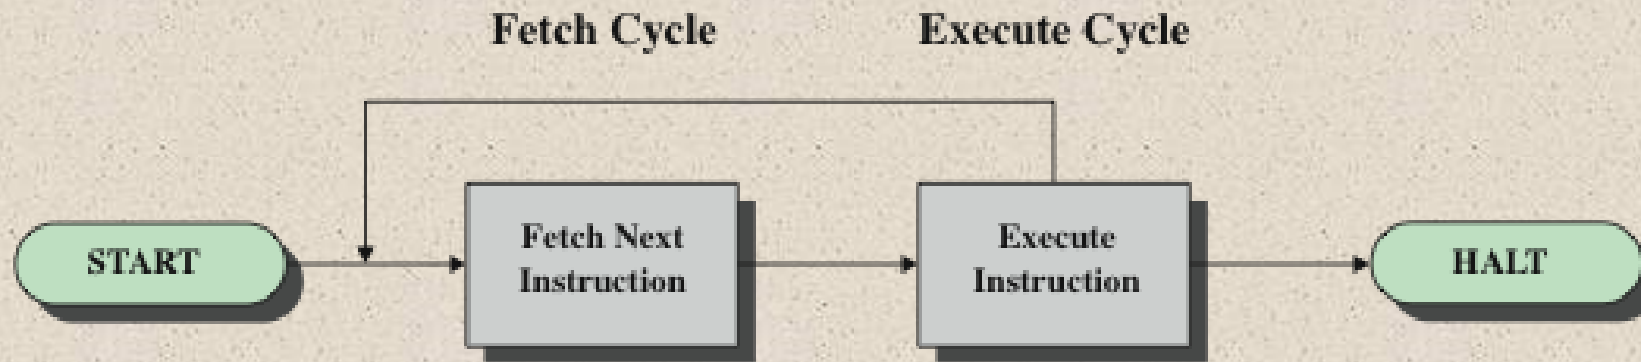 Fetch Cycle
Execute Cycle
START
Fetch Next
Instruction
Execute
Instruction
HALT